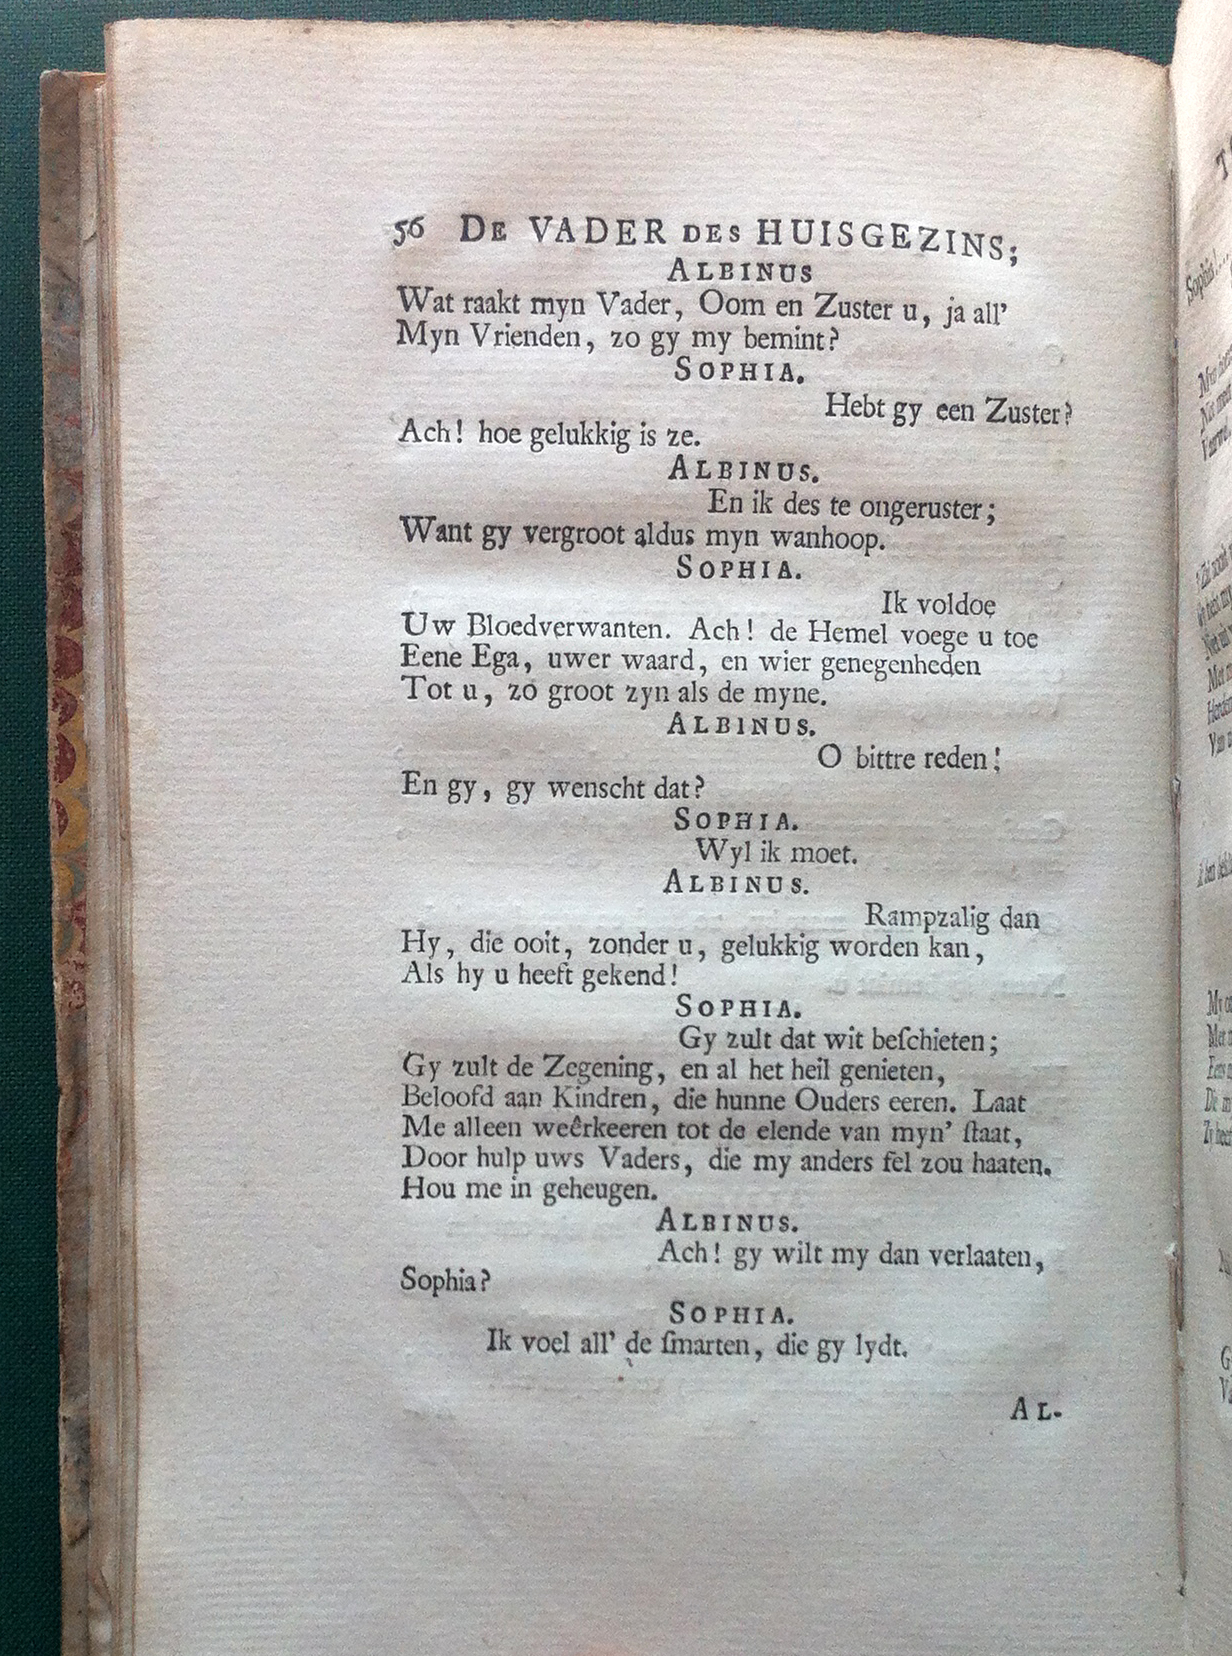 56 DE VADER DES HUISGEZINS;
ALBINUS
Wat raakt myn Vader, Oom en Zuster u, ja all'
Myn Vrienden, zo gy my bemint?
SOPHIA.
Hebt gy een Zuster?
Ach! hoe gelukkig is ze.
ALBINUS.
En ik des te ongeruster;
Want gy vergroot aldus myn wanhoop.
SOPHIA.
Ik voldoe
Uw Bloedverwanten. Ach! de Hemel voege u toe
Eene Ega, uwer waard, en wier genegenheden
Tot u, zo groot zyn als de myne.
ALBINUS.
O bittre reden!
En gy, gy wenscht dat?
SOPHIA.
Wyl ik moet.
ALBINUS.
Rampzalig dan
Hy, die ooit, zonder u, gelukkig worden kan,
Als hy u heeft gekend!
SOPHIA.
Gy zult dat wit beſchieten;
Gy zult de Zegening, en al het heil genieten,
Beloofd aan Kindren, die hunne Ouders eeren. Laat
Me alleen weêrkeeren tot de elende van myn' ſtaat,
Door hulp uws Vaders, die my anders fel zou haaten.
Hou me in geheugen.
ALBINUS.
Ach! gy wilt my dan verlaaten,
Sophia?
SOPHIA.
Ik voel all' de ſmarten, die gy lydt.
AL-
Sophia!...